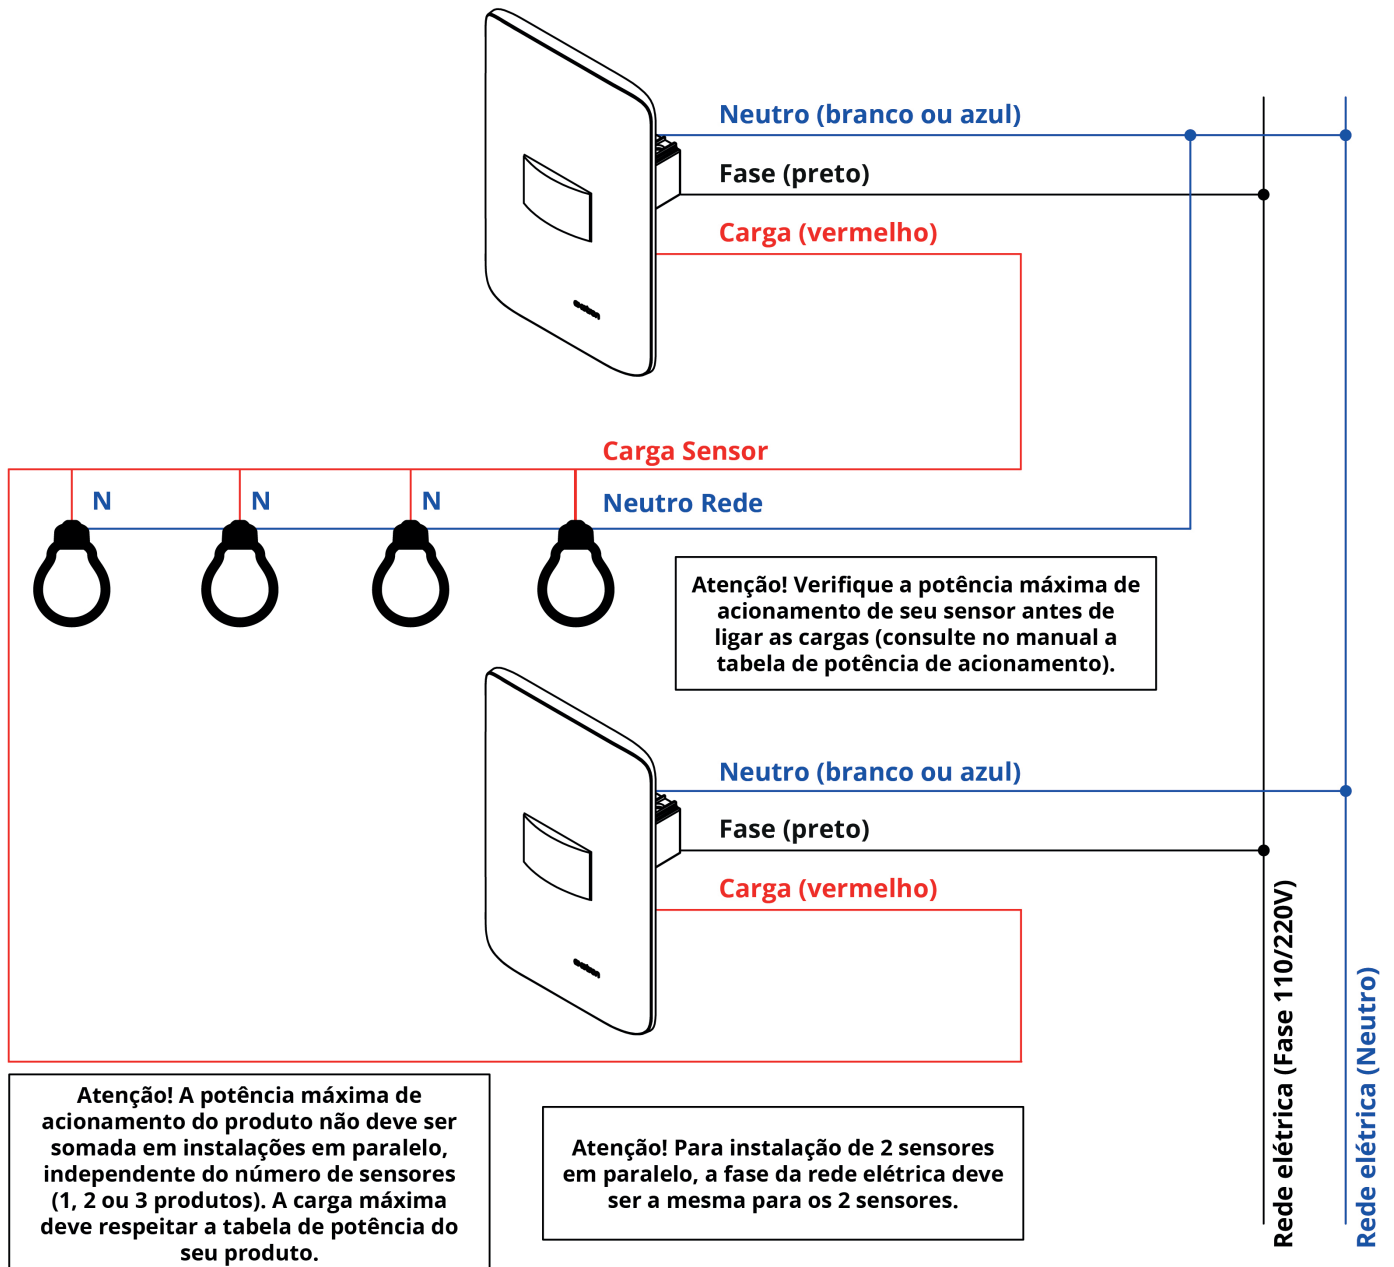 Neutro (branco ou azul)
Fase (preto)
Carga (vermelho)
Carga Sensor
N
N
N
Neutro Rede
Atenção! Verifique a potência máxima de
acionamento de seu sensor antes de
ligar as cargas (consulte no manual a
tabela de potência de acionamento).
Neutro (branco ou azul)
Fase (preto)
Carga (vermelho)
Rede elétrica (Fase 110/220V)
Rede elétrica (Neutro)
Atenção! A potência máxima de
acionamento do produto não deve ser
somada em instalações em paralelo,
independente do número de sensores
(1, 2 ou 3 produtos). A carga máxima
deve respeitar a tabela de potência do
seu produto.
Atenção! Para instalação de 2 sensores
em paralelo, a fase da rede elétrica deve
ser a mesma para os 2 sensores.